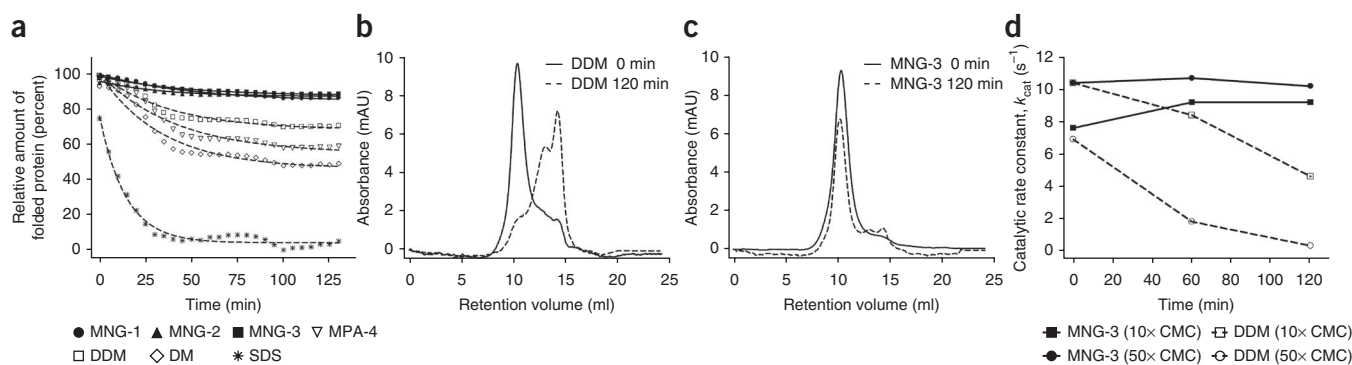 a
Relative amount of
folded protein (percent)
100
80
60
40
20
0
0 25 50 75 100 125
Time (min)
● MNG-1 ▲ MNG-2 ■ MNG-3 ▽ MPA-4
□ DDM ◇ DM ✳ SDS
b
Absorbance (mAU)
10
8
6
4
2
0
0 5 10 15 20 25
Retention volume (ml)
DDM 0 min
DDM 120 min
c
Absorbance (mAU)
10
8
6
4
2
0
0 5 10 15 20 25
Retention volume (ml)
MNG-3 0 min
MNG-3 120 min
d
Catalytic rate constant, kcat (s−1)
12
10
8
6
4
2
0
0 20 40 60 80 100 120
Time (min)
MNG-3 (10× CMC) DDM (10× CMC)
MNG-3 (50× CMC) DDM (50× CMC)